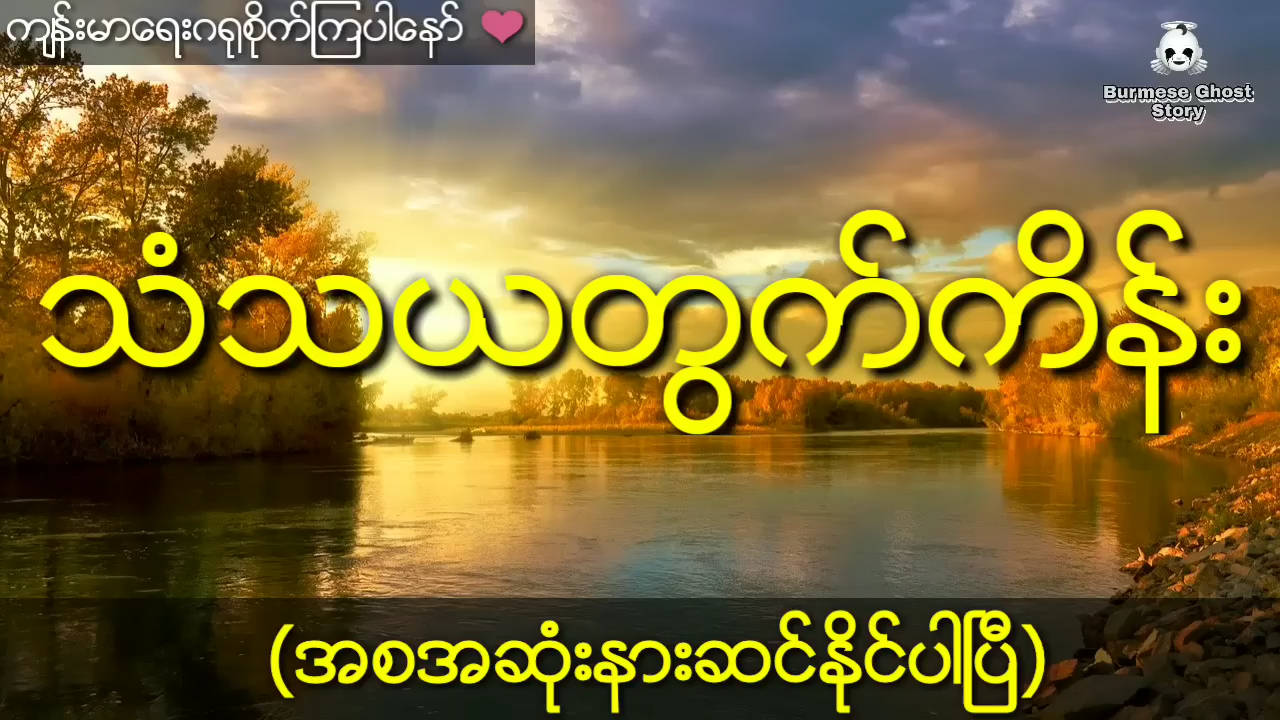 ကျန်းမာရေးဂရုစိုက်ကြပါနော် ❤
Burmese Ghost
Story
သံသယတွက်ကိန်း
(အစအဆုံးနားဆင်နိုင်ပါပြီ)